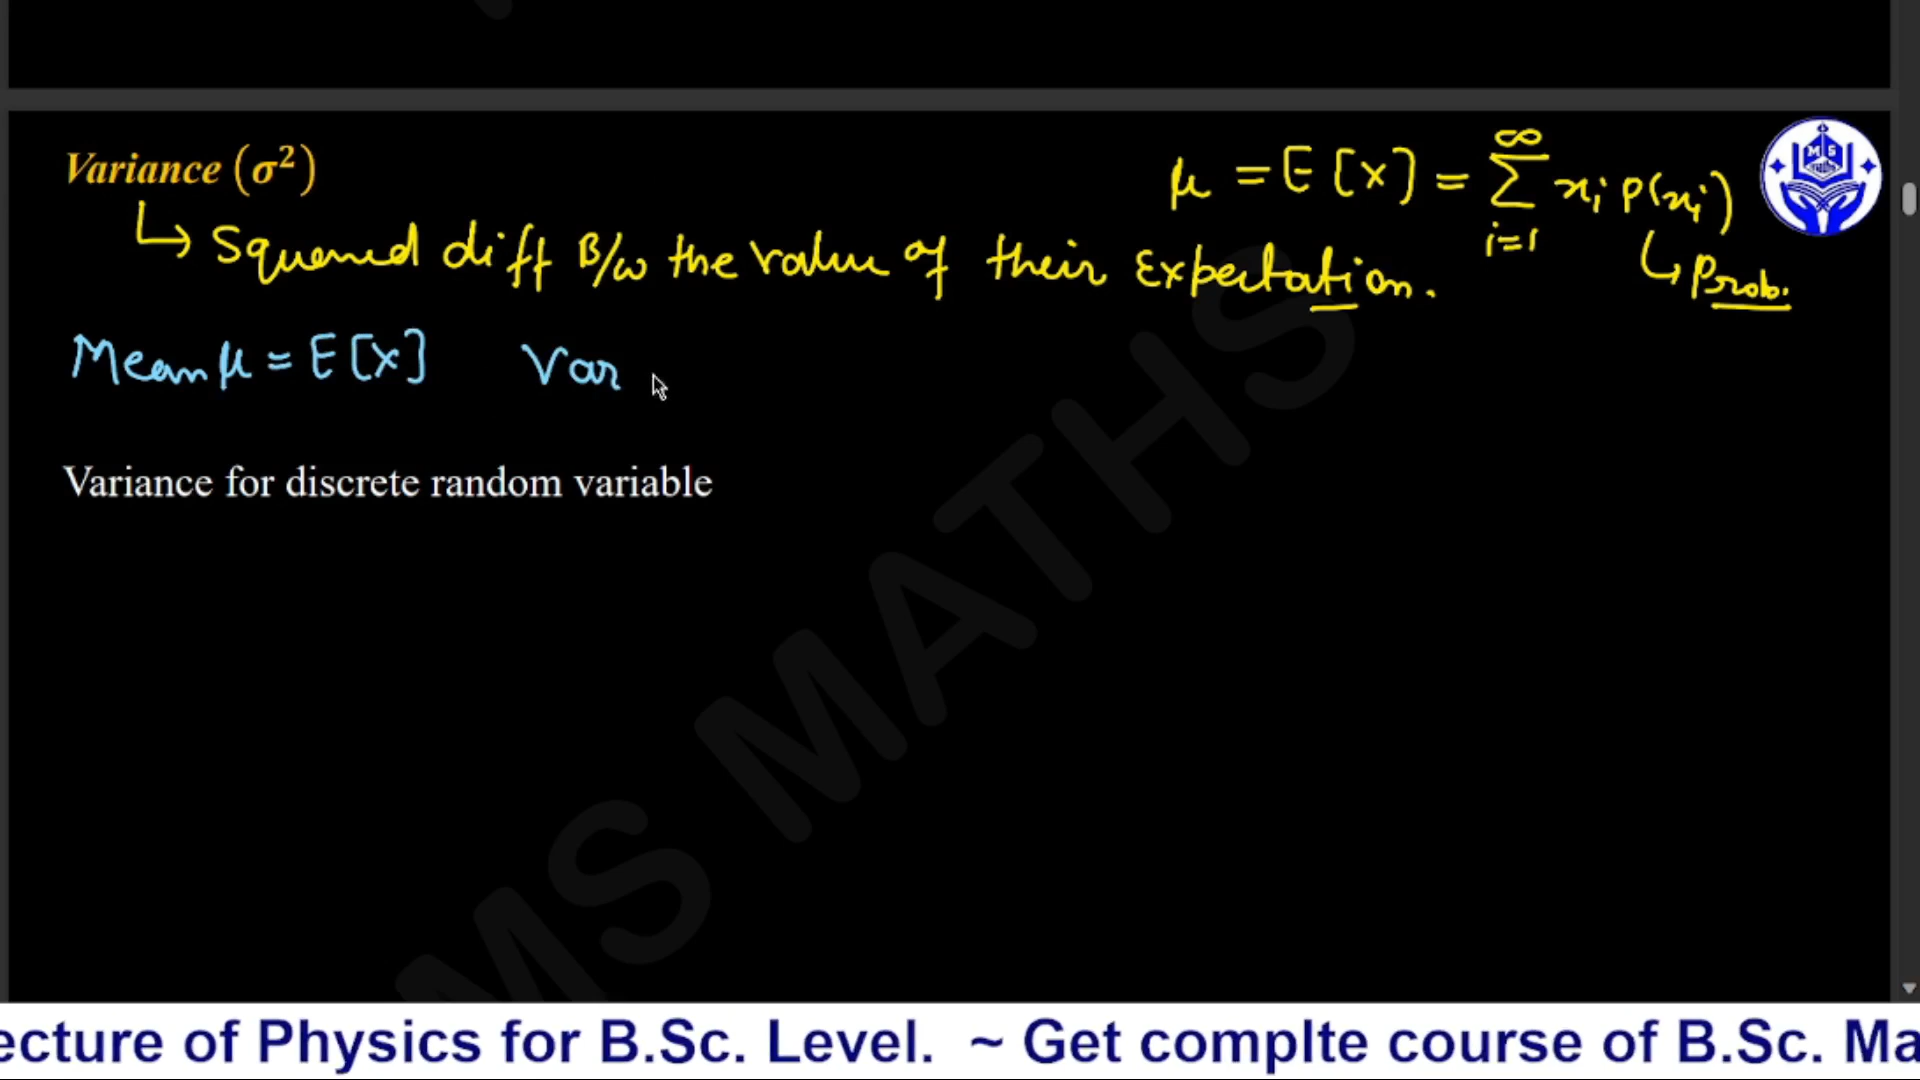 Variance (σ²)
μ = E[x] = ∑_{i=1}^{∞} x_i P(x_i)
↳ Prob.
↳ Squared diff B/w the value of their Expectation.
Mean μ = E[x] Var
Variance for discrete random variable
MS MATHS
ecture of Physics for B.Sc. Level. ~ Get complte course of B.Sc. Ma